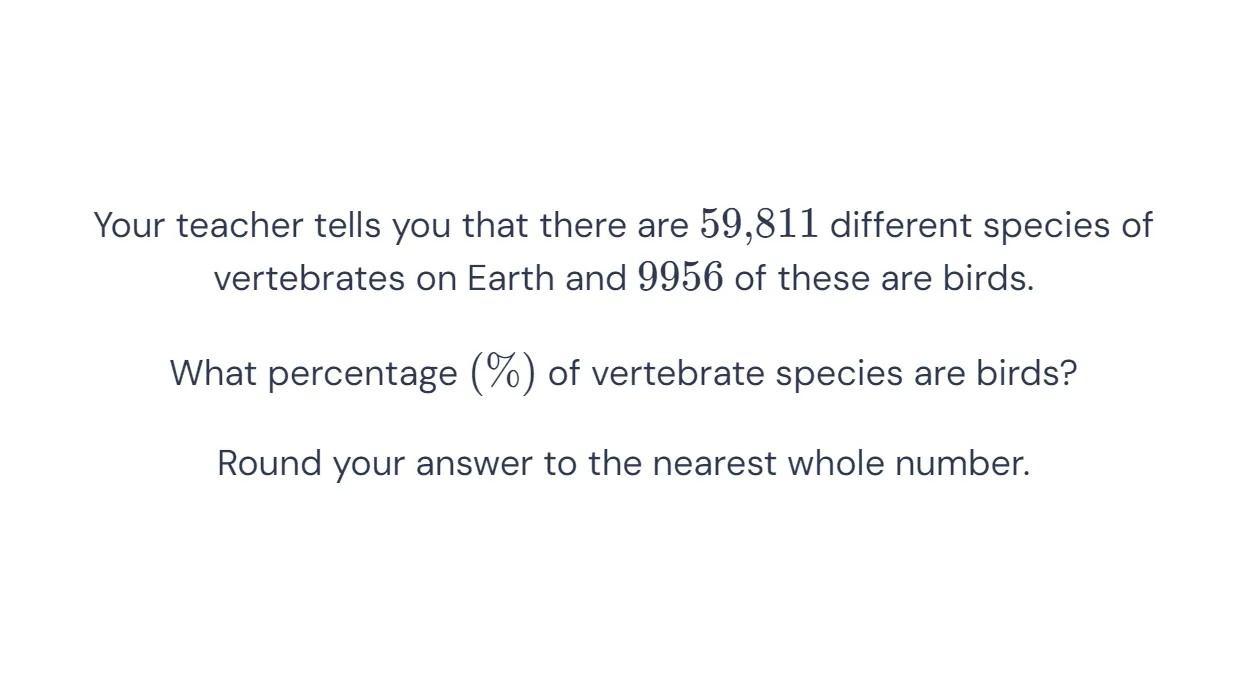 Your teacher tells you that there are 59,811 different species of
vertebrates on Earth and 9956 of these are birds.
What percentage (%) of vertebrate species are birds?
Round your answer to the nearest whole number.